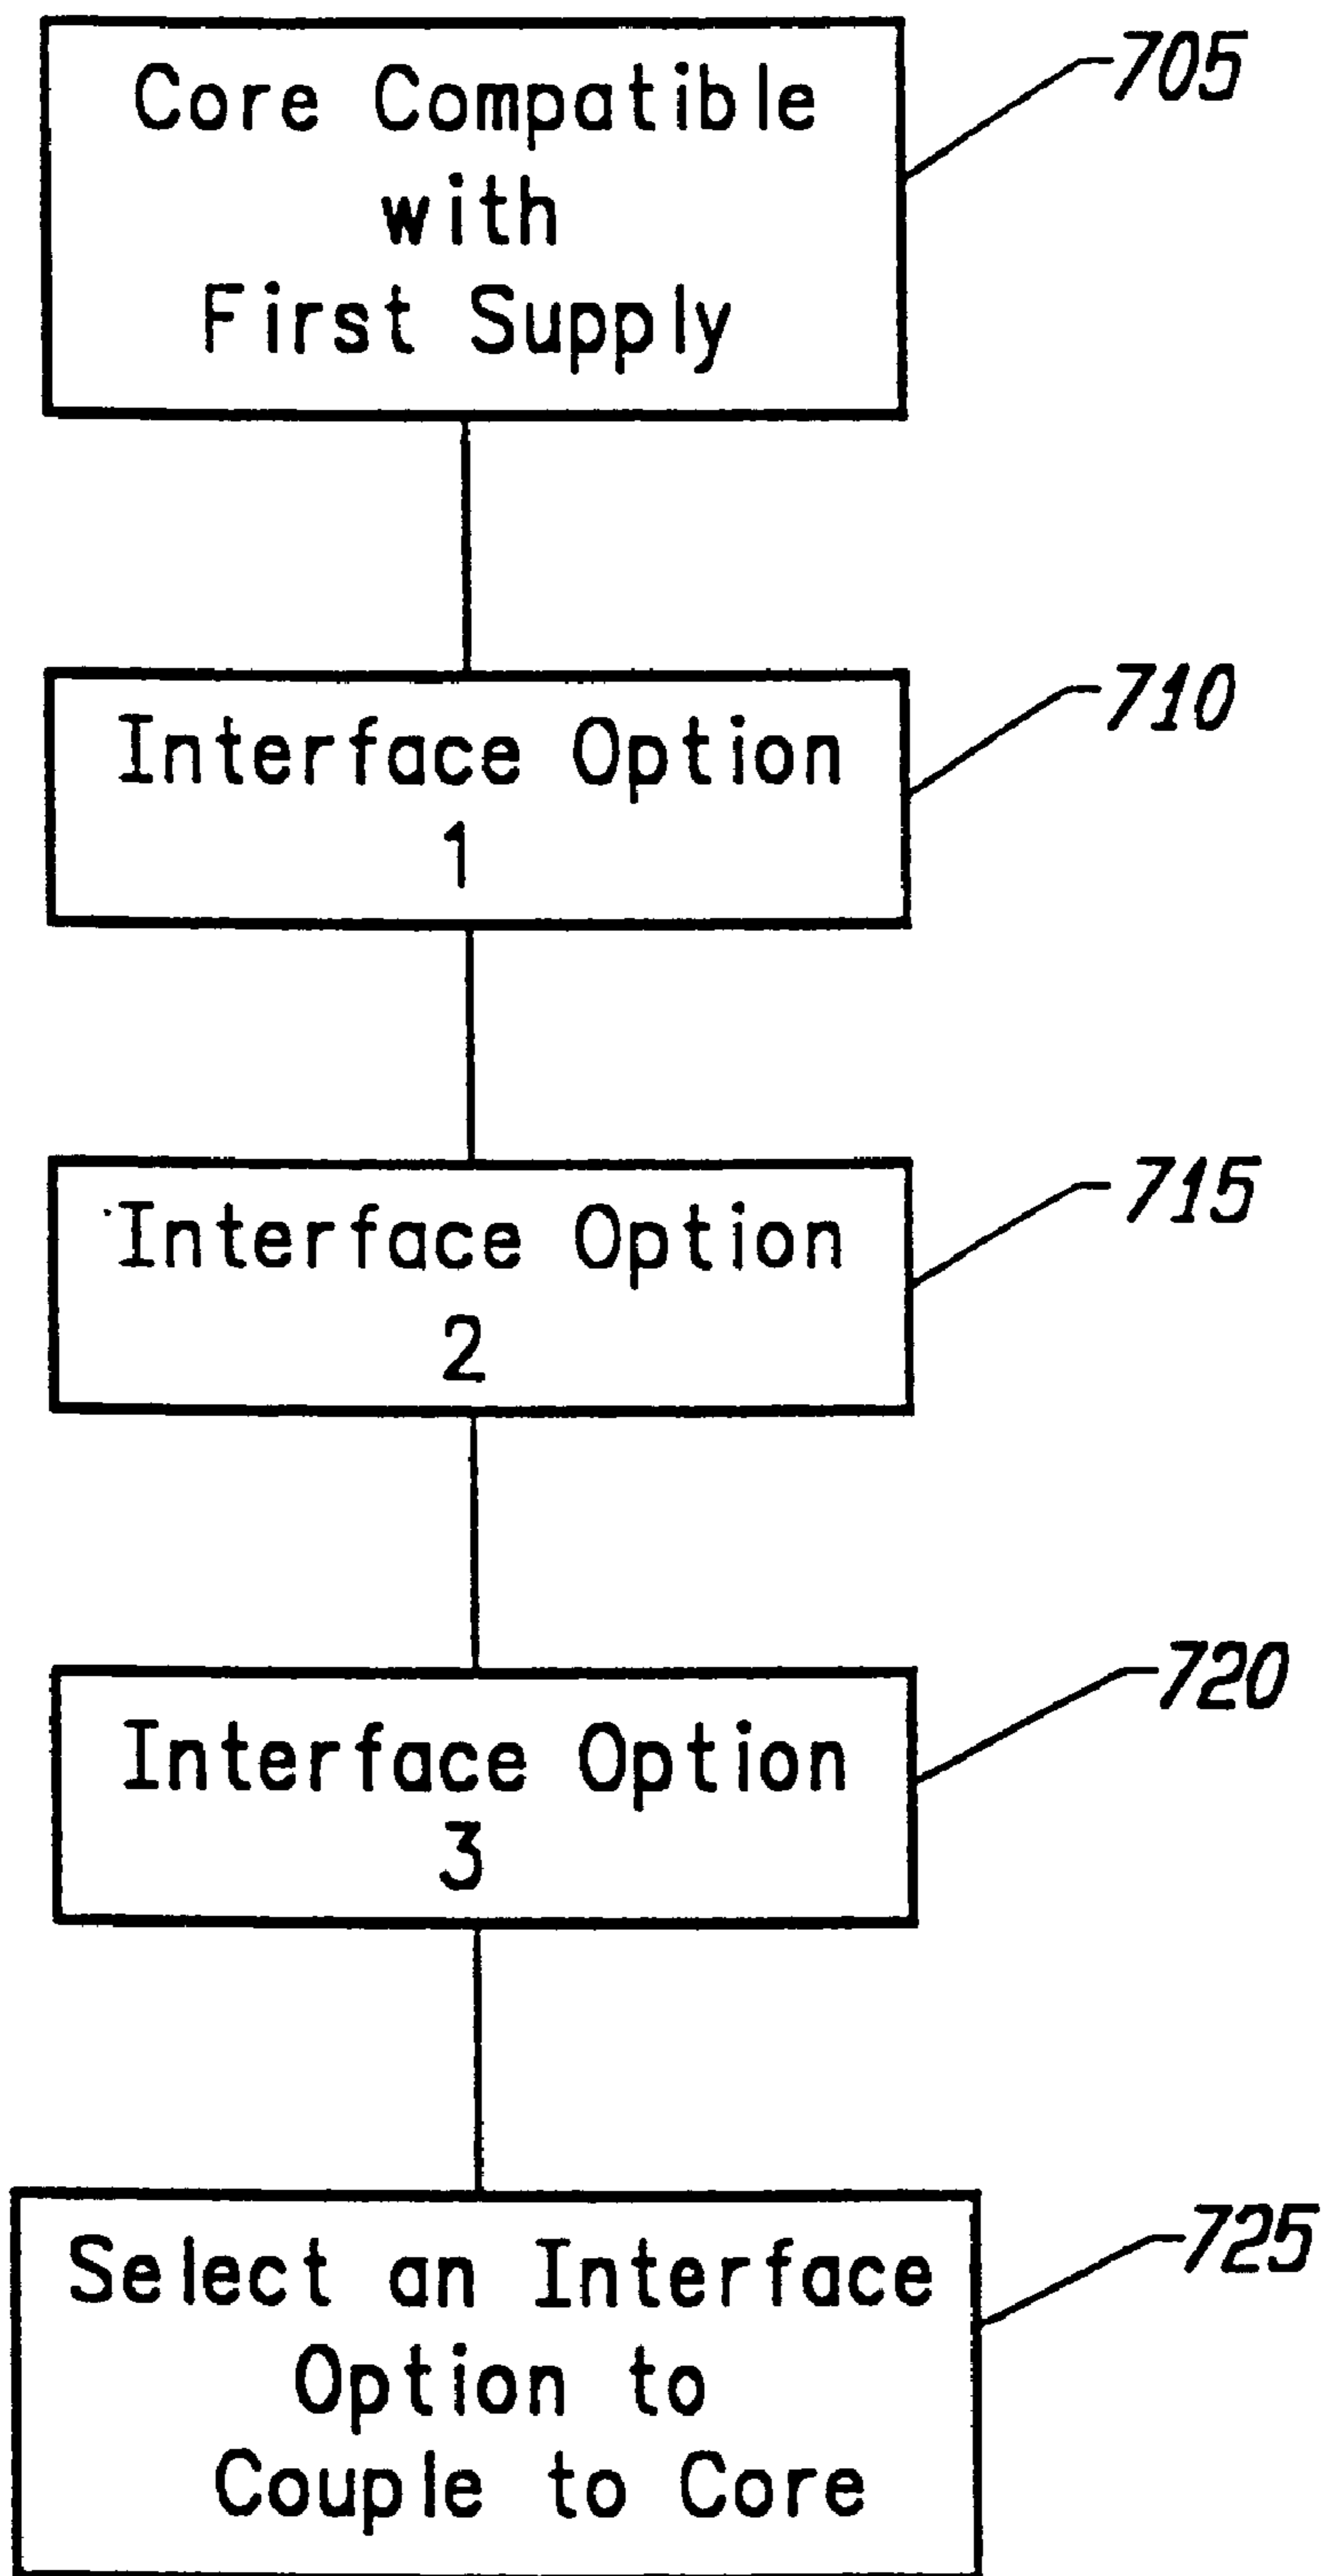 Core Compatible
with
First Supply
705
Interface Option
1
710
Interface Option
2
715
Interface Option
3
720
Select an Interface
Option to
Couple to Core
725